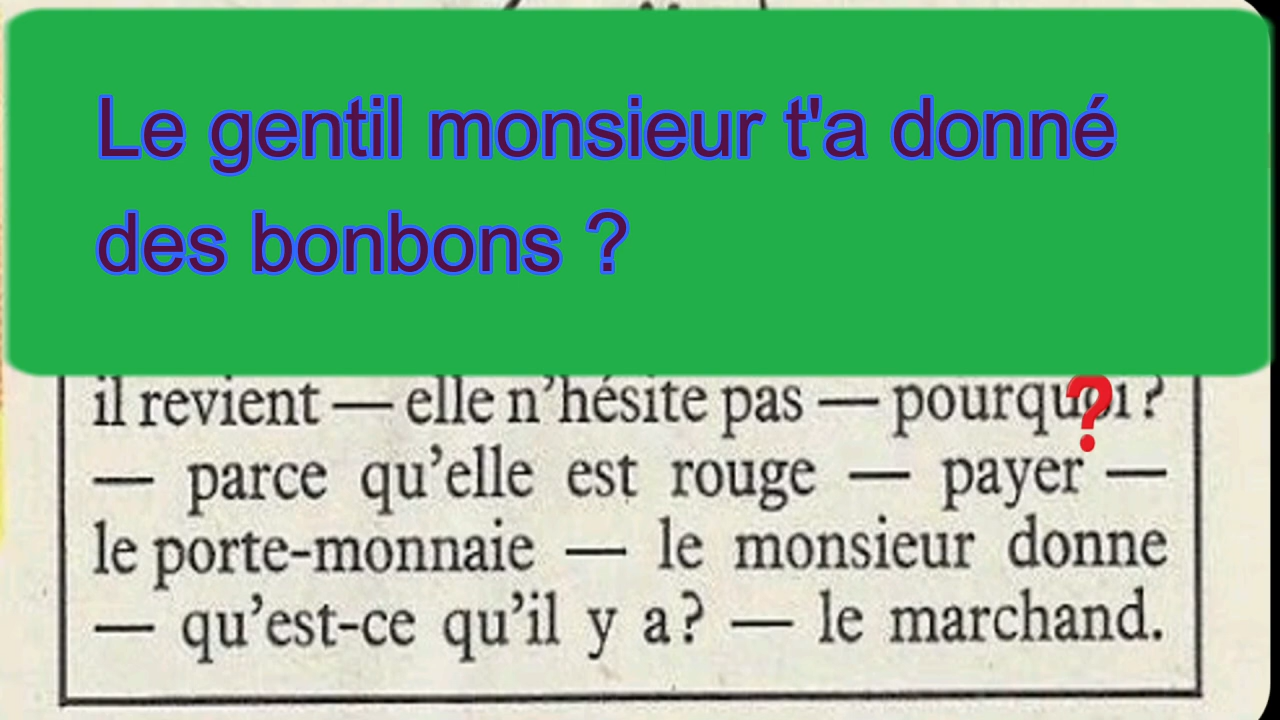 Le gentil monsieur t'a donné
des bonbons ?
il revient — elle n'hésite pas — pourquoi ?
— parce qu'elle est rouge — payer —
le porte-monnaie — le monsieur donne
— qu'est-ce qu'il y a ? — le marchand.
❓